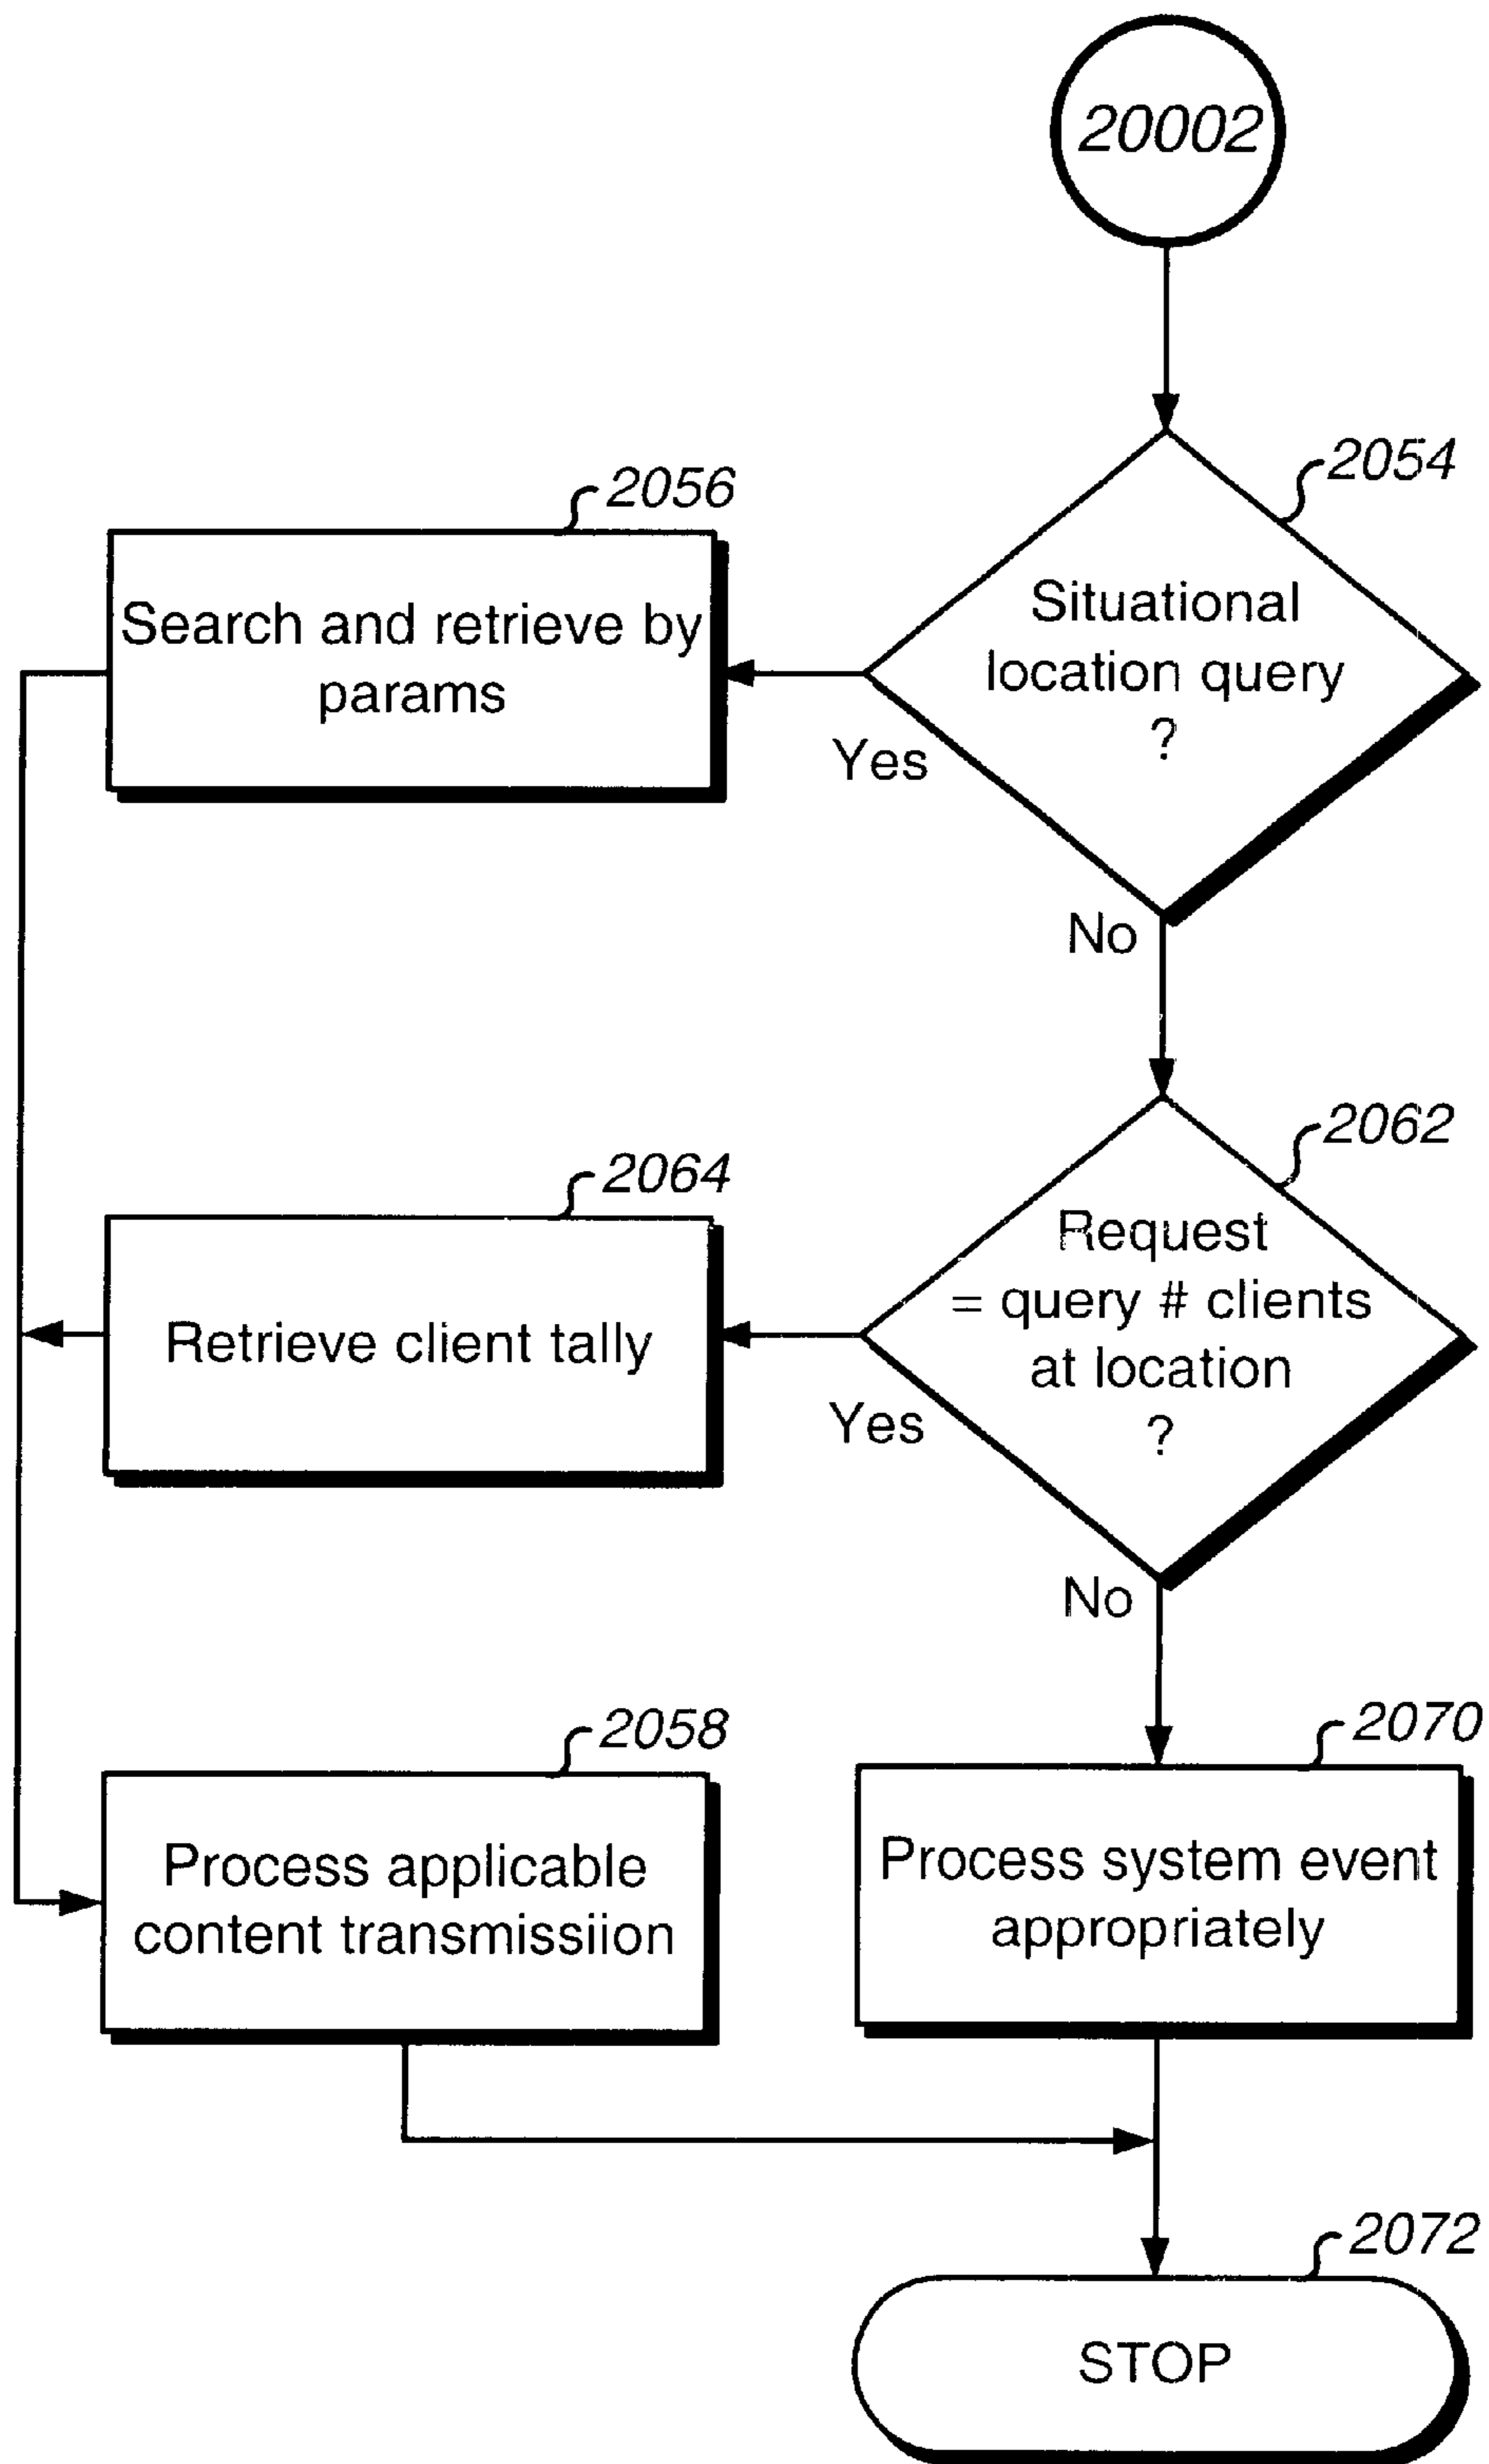 20002
2054
Situational
location query
?
Yes
No
2056
Search and retrieve by
params
2062
Request
= query # clients
at location
?
Yes
No
2064
Retrieve client tally
2058
Process applicable
content transmissiion
2070
Process system event
appropriately
2072
STOP